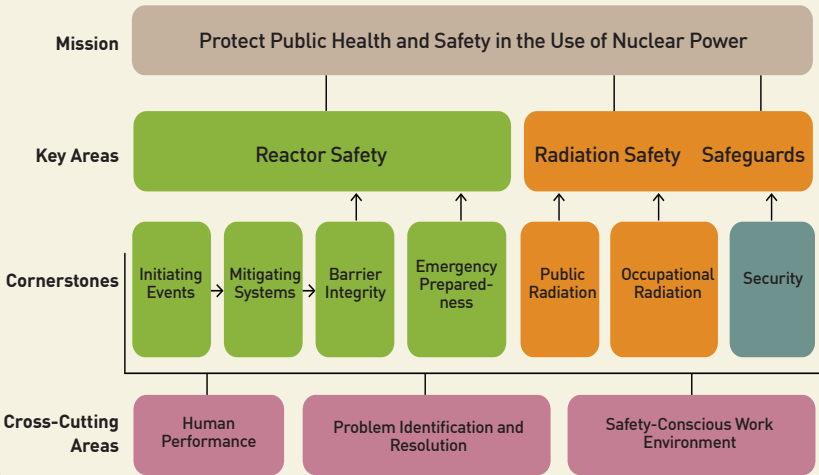 Mission
Protect Public Health and Safety in the Use of Nuclear Power
Key Areas
Reactor Safety
Radiation Safety
Safeguards
Cornerstones
Initiating
Events
Mitigating
Systems
Barrier
Integrity
Emergency
Prepared-
ness
Public
Radiation
Occupational
Radiation
Security
Cross-Cutting
Areas
Human
Performance
Problem Identification and
Resolution
Safety-Conscious Work
Environment